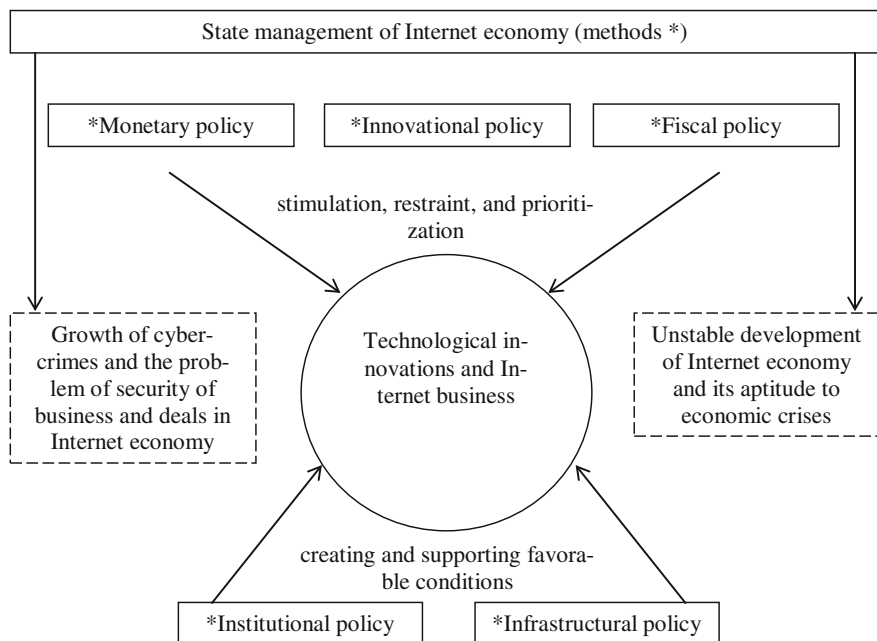 State management of Internet economy (methods *)
*Monetary policy
*Innovational policy
*Fiscal policy
stimulation, restraint, and prioriti-
zation
Growth of cyber-
crimes and the prob-
lem of security of
business and deals in
Internet economy
Technological in-
novations and In-
ternet business
Unstable development
of Internet economy
and its aptitude to
economic crises
creating and supporting favora-
ble conditions
*Institutional policy
*Infrastructural policy